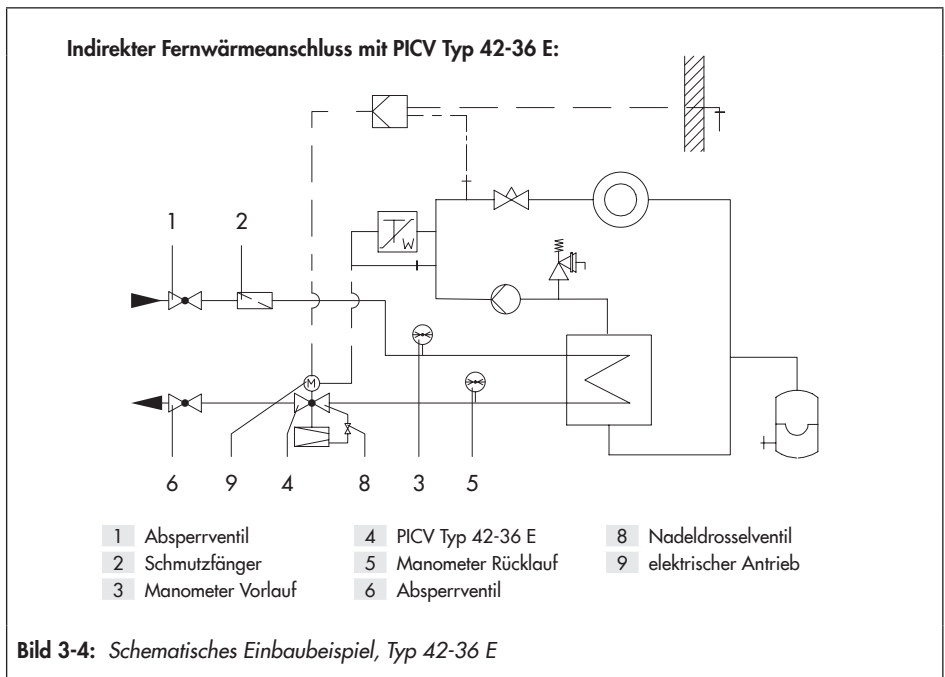 Indirekter Fernwärmeanschluss mit PICV Typ 42-36 E:
T
W
1 2
M
6 9 4 8 3 5
1 Absperrventil
2 Schmutzfänger
3 Manometer Vorlauf
4 PICV Typ 42-36 E
5 Manometer Rücklauf
6 Absperrventil
8 Nadeldrosselventil
9 elektrischer Antrieb
Bild 3-4: Schematisches Einbaubeispiel, Typ 42-36 E